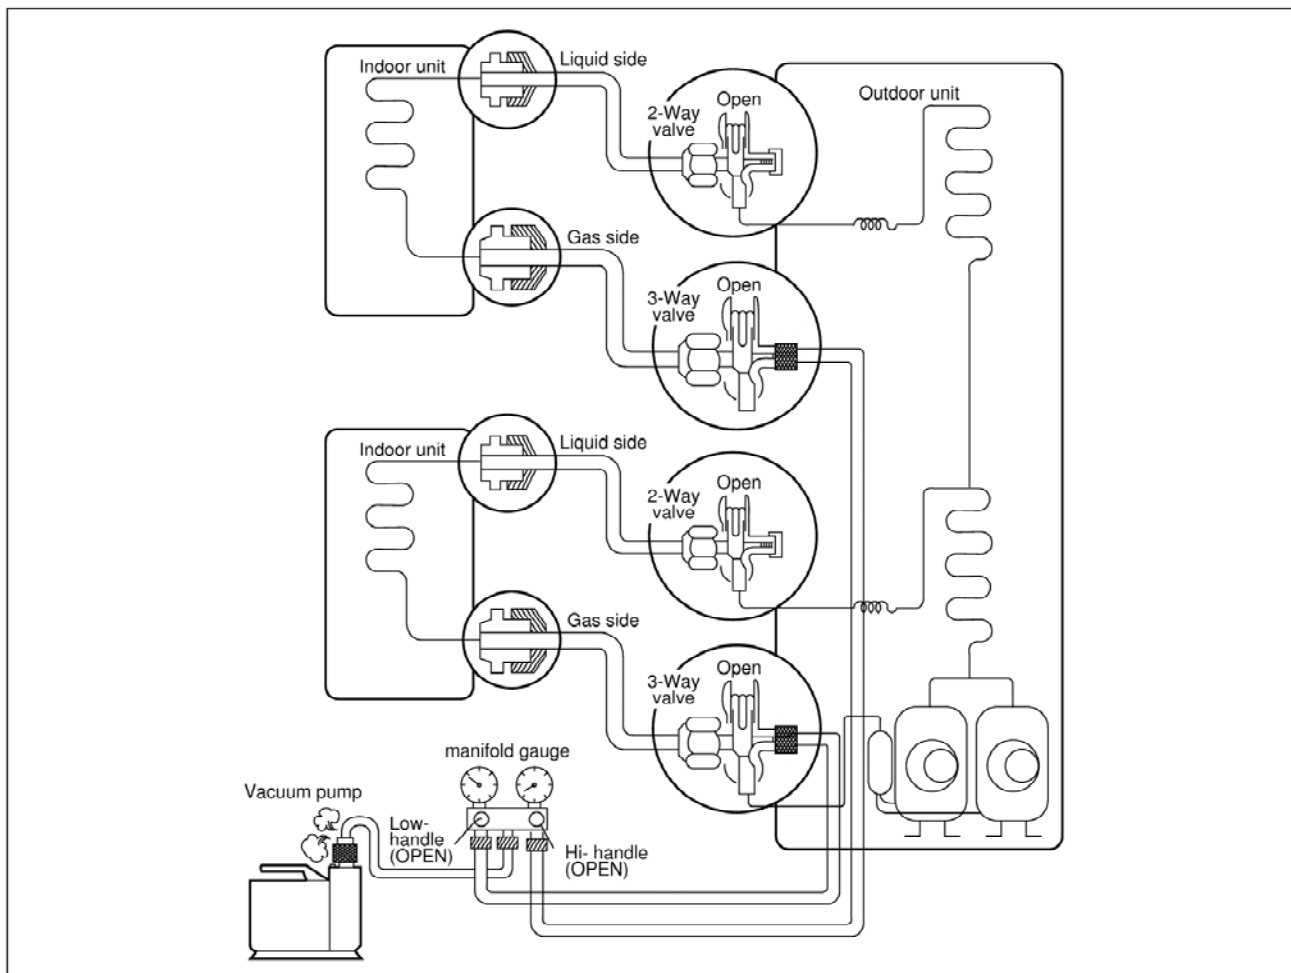 Indoor unit
Liquid side
2-Way
valve
Open
Outdoor unit
Gas side
3-Way
valve
Open
Indoor unit
Liquid side
2-Way
valve
Open
Gas side
3-Way
valve
Open
manifold gauge
Vacuum pump
Low-
handle
(OPEN)
Hi- handle
(OPEN)